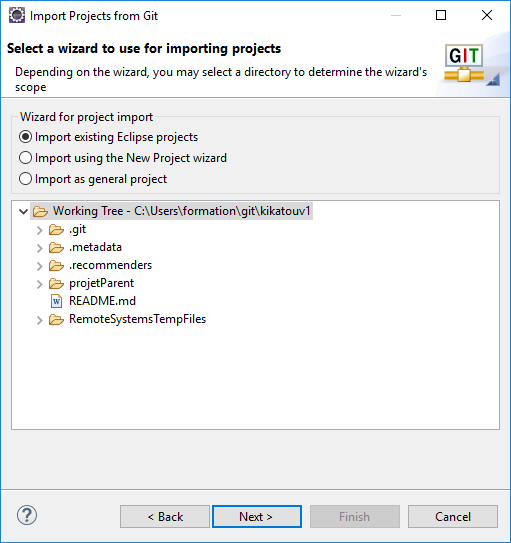 Import Projects from Git
Select a wizard to use for importing projects
Depending on the wizard, you may select a directory to determine the wizard's
scope
GIT
Wizard for project import
Import existing Eclipse projects
Import using the New Project wizard
Import as general project
Working Tree - C:\Users\formation\git\kikatouv1
.git
.metadata
.recommenders
projetParent
README.md
RemoteSystemsTempFiles
? < Back Next > Finish Cancel